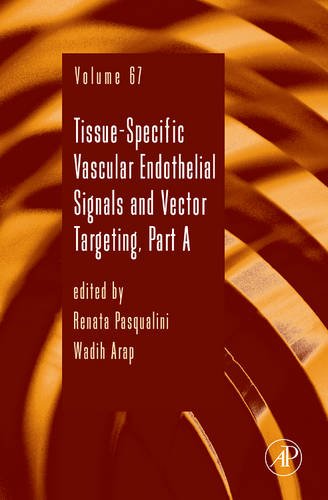 Volume 67
Tissue-Specific
Vascular Endothelial
Signals and Vector
Targeting, Part A
edited by
Renata Pasqualini
Wadih Arap
AP